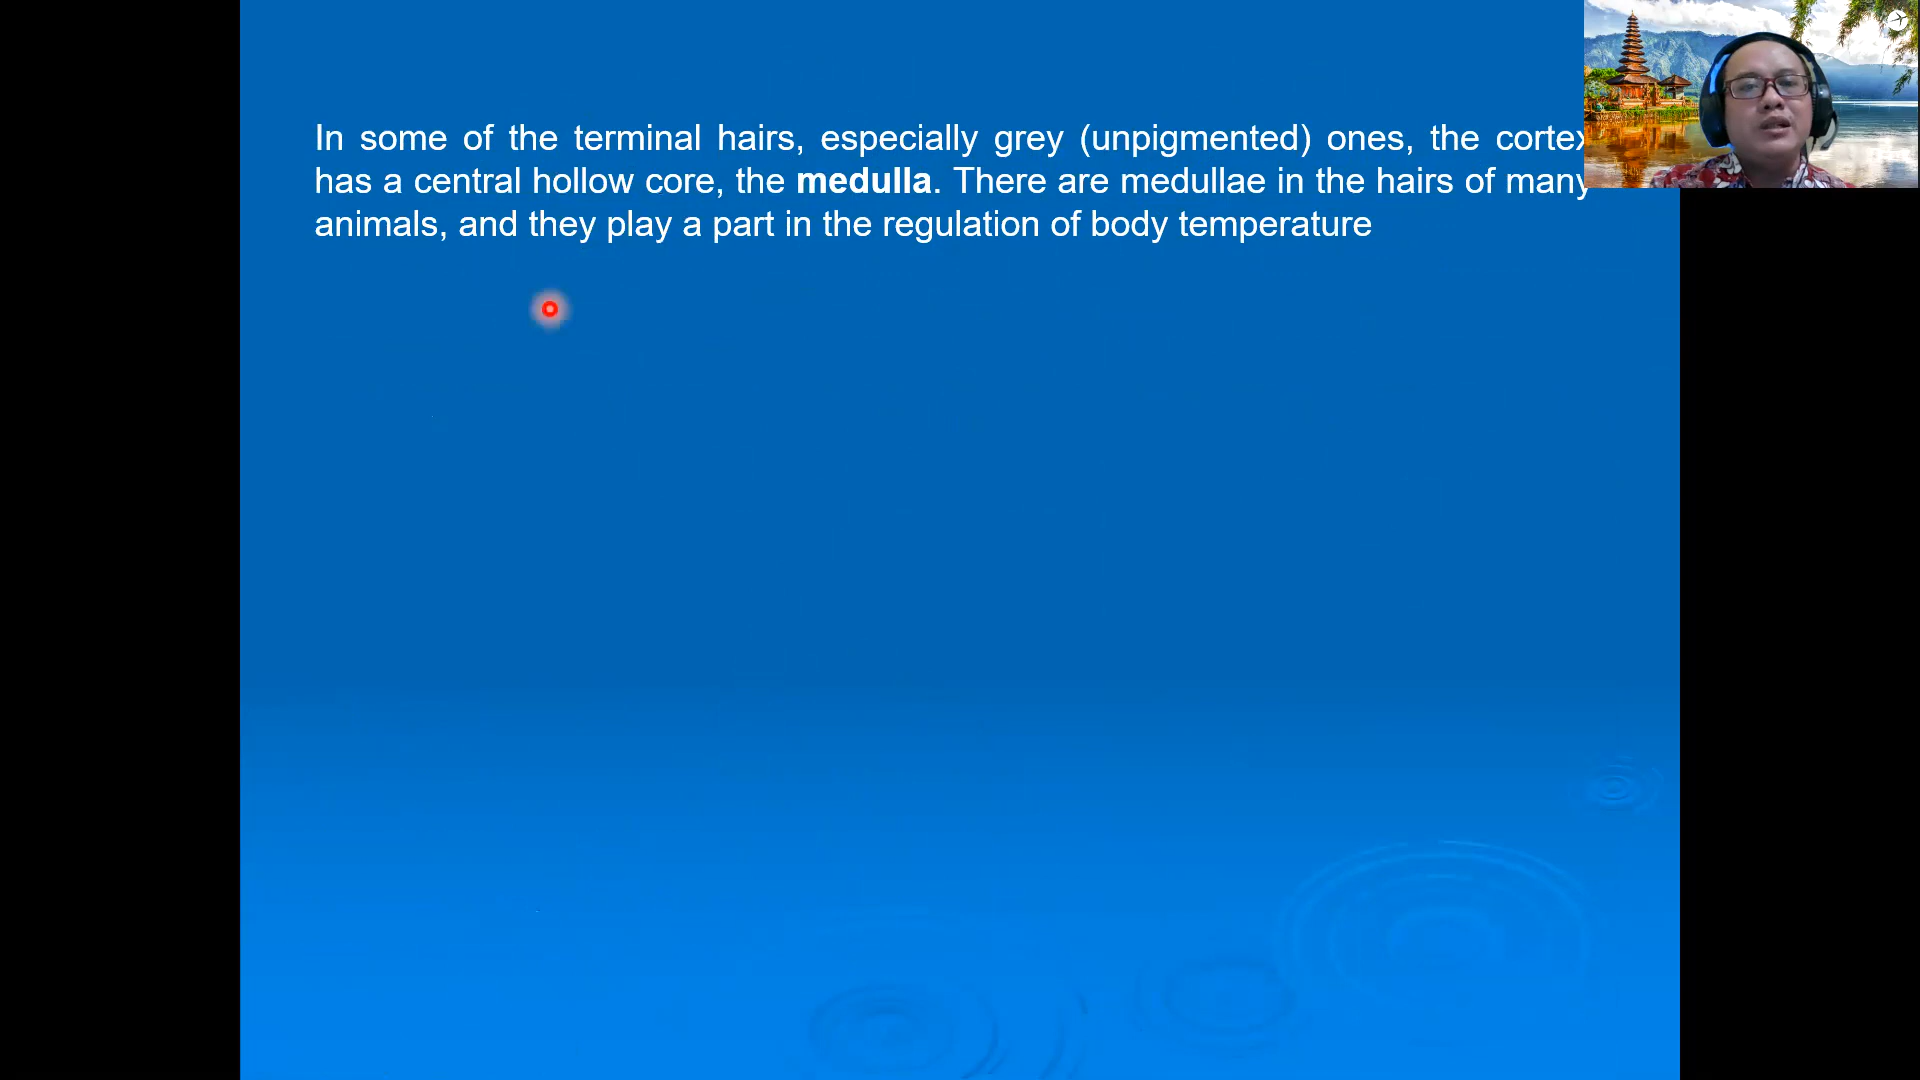 In some of the terminal hairs, especially grey (unpigmented) ones, the cortex
has a central hollow core, the medulla. There are medullae in the hairs of many
animals, and they play a part in the regulation of body temperature